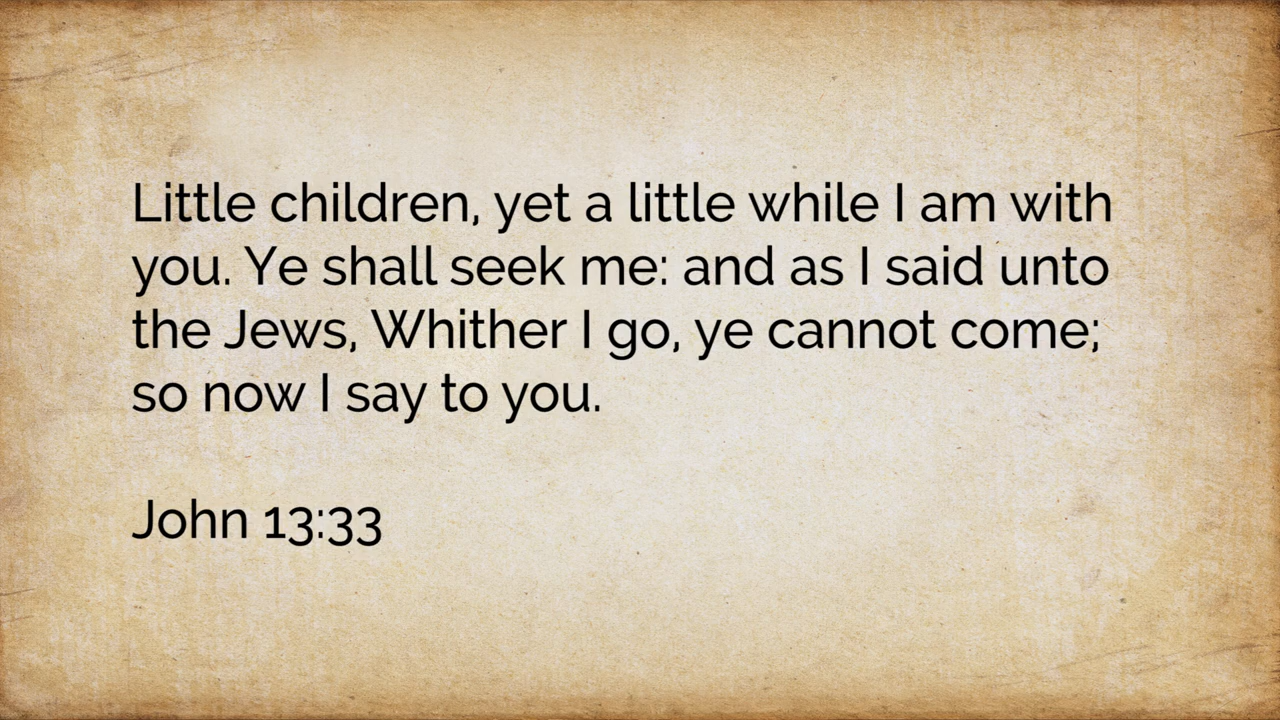 Little children, yet a little while I am with
you. Ye shall seek me: and as I said unto
the Jews, Whither I go, ye cannot come;
so now I say to you.
John 13:33